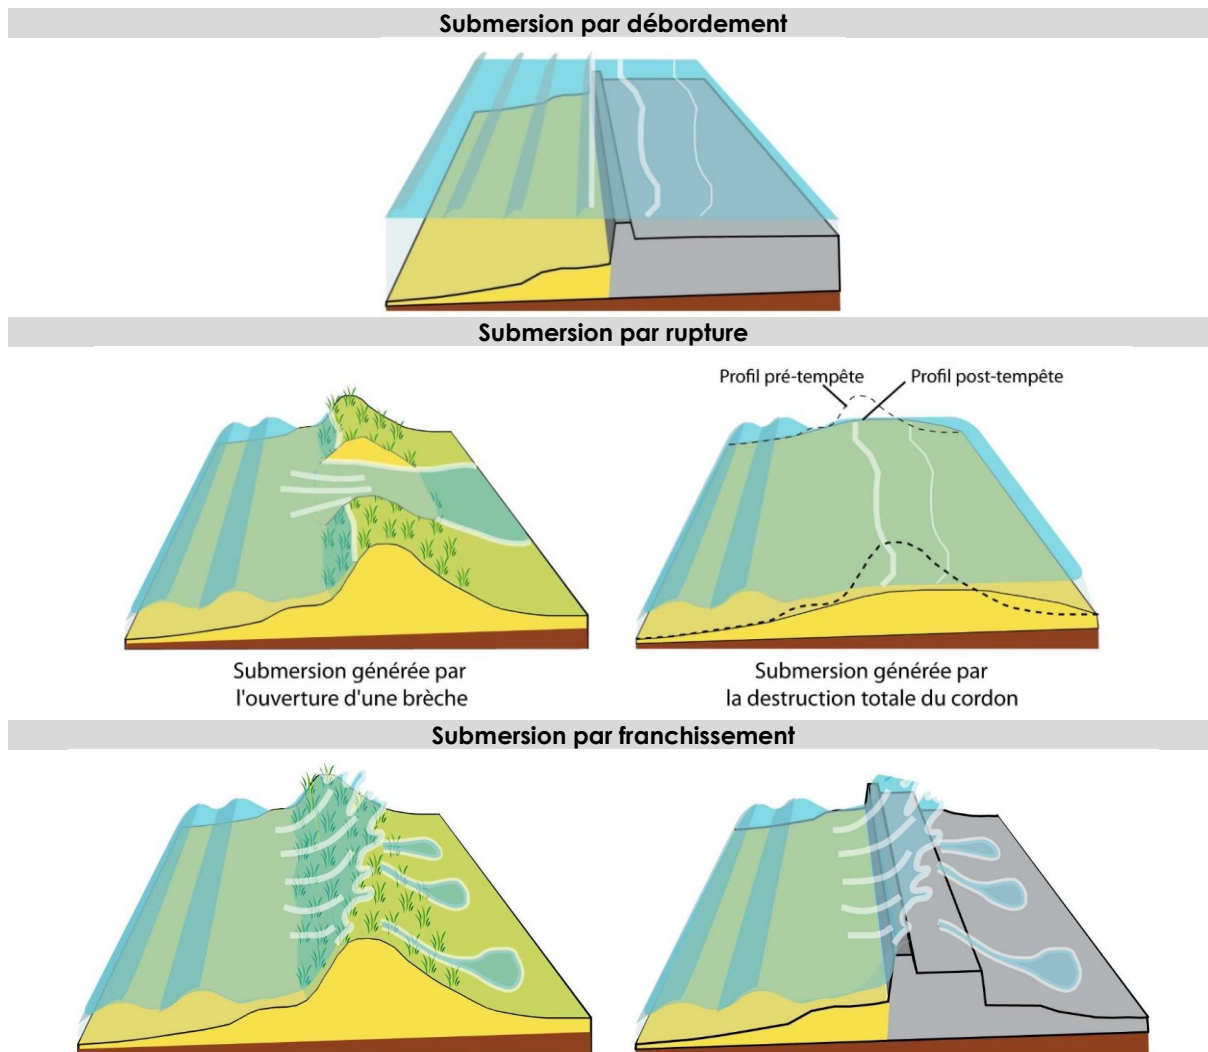 Submersion par débordement
Submersion par rupture
Profil pré-tempête
Profil post-tempête
Submersion générée par
l'ouverture d'une brèche
Submersion générée par
la destruction totale du cordon
Submersion par franchissement